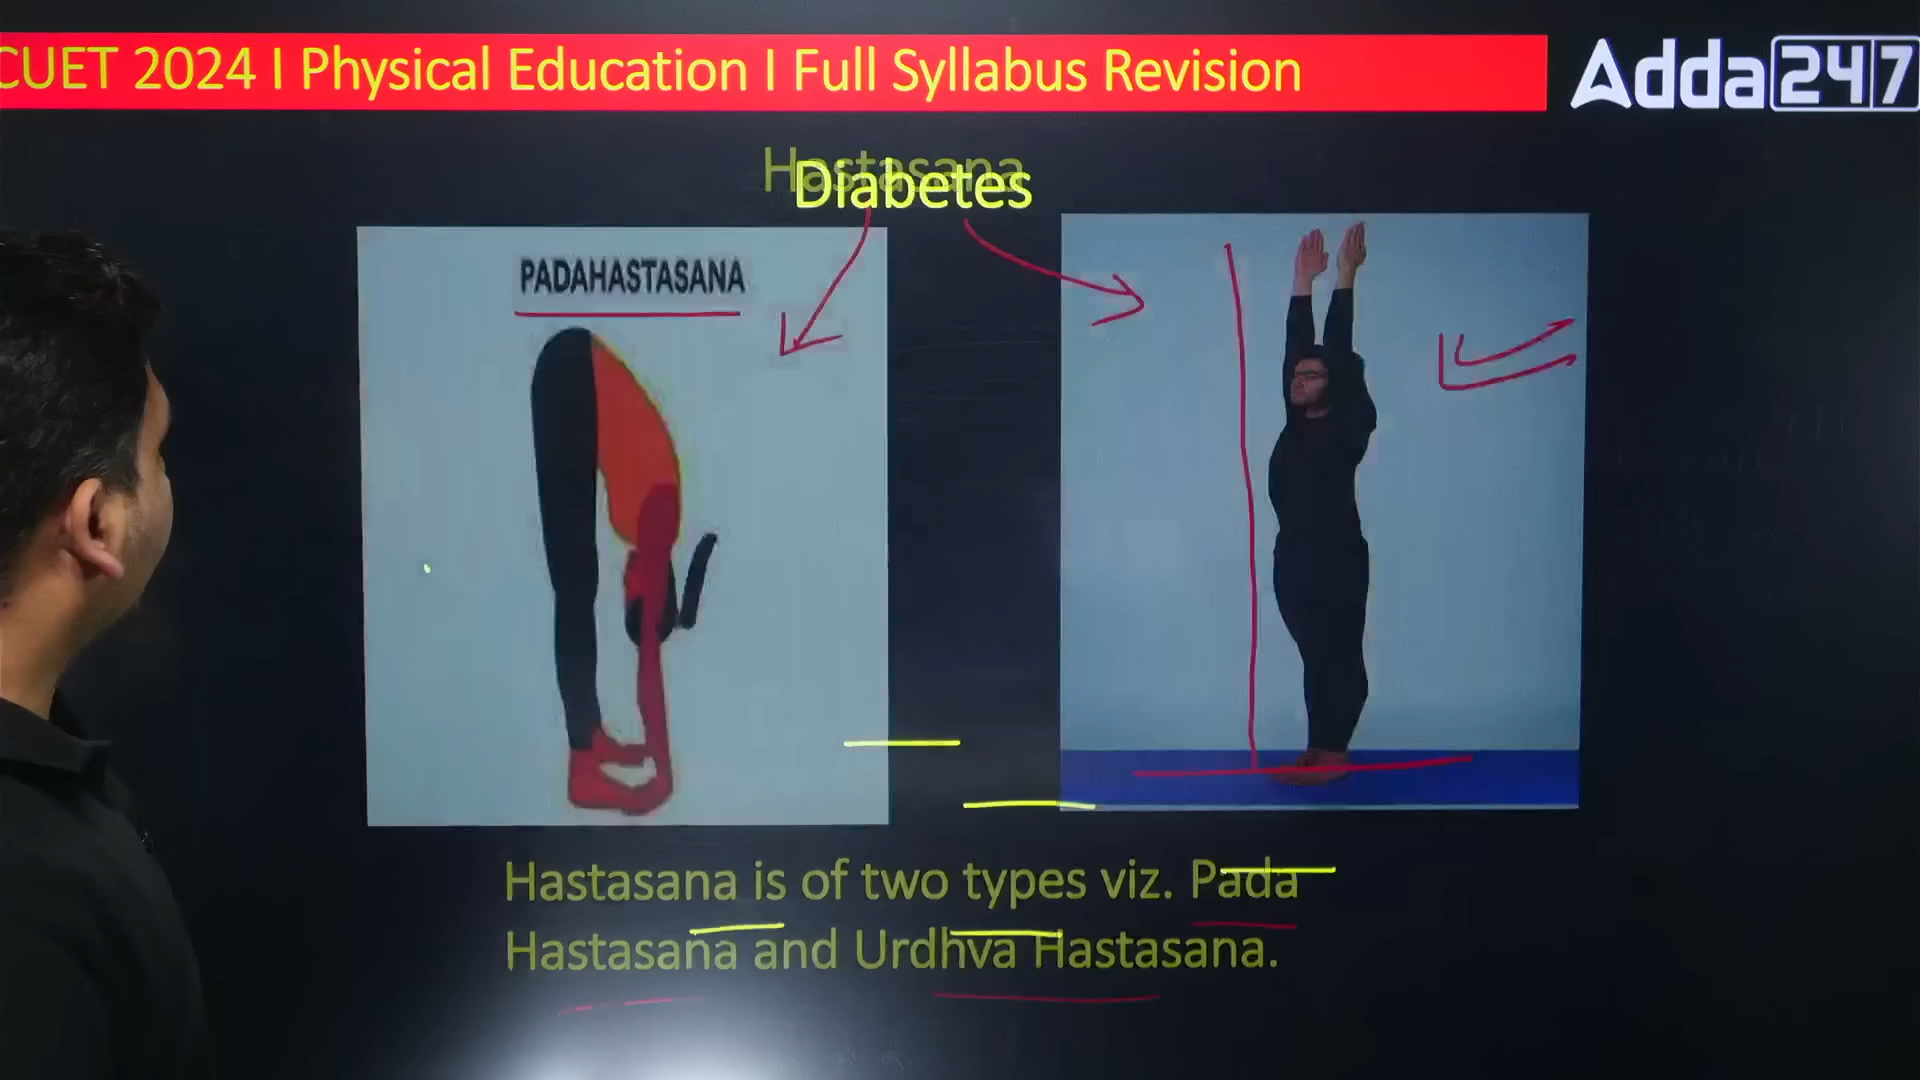 CUET 2024 I Physical Education I Full Syllabus Revision
Adda247
Hastasana
Diabetes
PADAHASTASANA
Hastasana is of two types viz. Pada
Hastasana and Urdhva Hastasana.